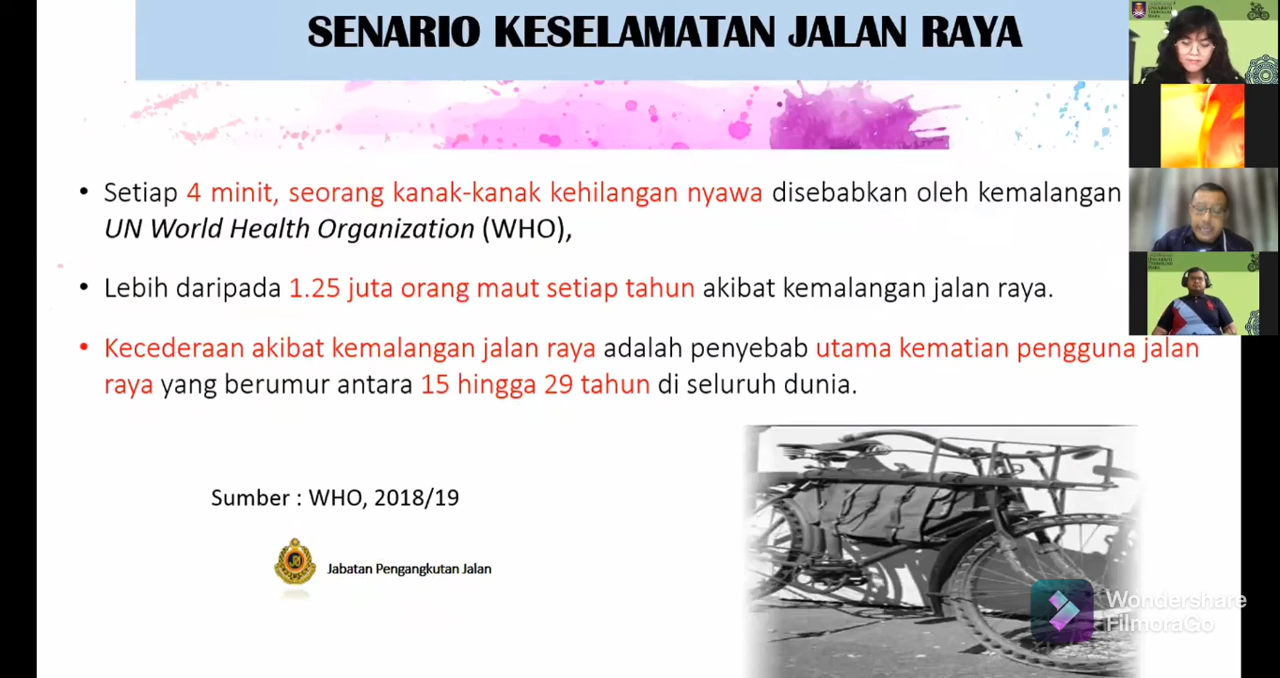 SENARIO KESELAMATAN JALAN RAYA
• Setiap 4 minit, seorang kanak-kanak kehilangan nyawa disebabkan oleh kemalangan
UN World Health Organization (WHO),
• Lebih daripada 1.25 juta orang maut setiap tahun akibat kemalangan jalan raya.
• Kecederaan akibat kemalangan jalan raya adalah penyebab utama kematian pengguna jalan
raya yang berumur antara 15 hingga 29 tahun di seluruh dunia.
Sumber : WHO, 2018/19
Jabatan Pengangkutan Jalan
Wondershare
FilmoraGo